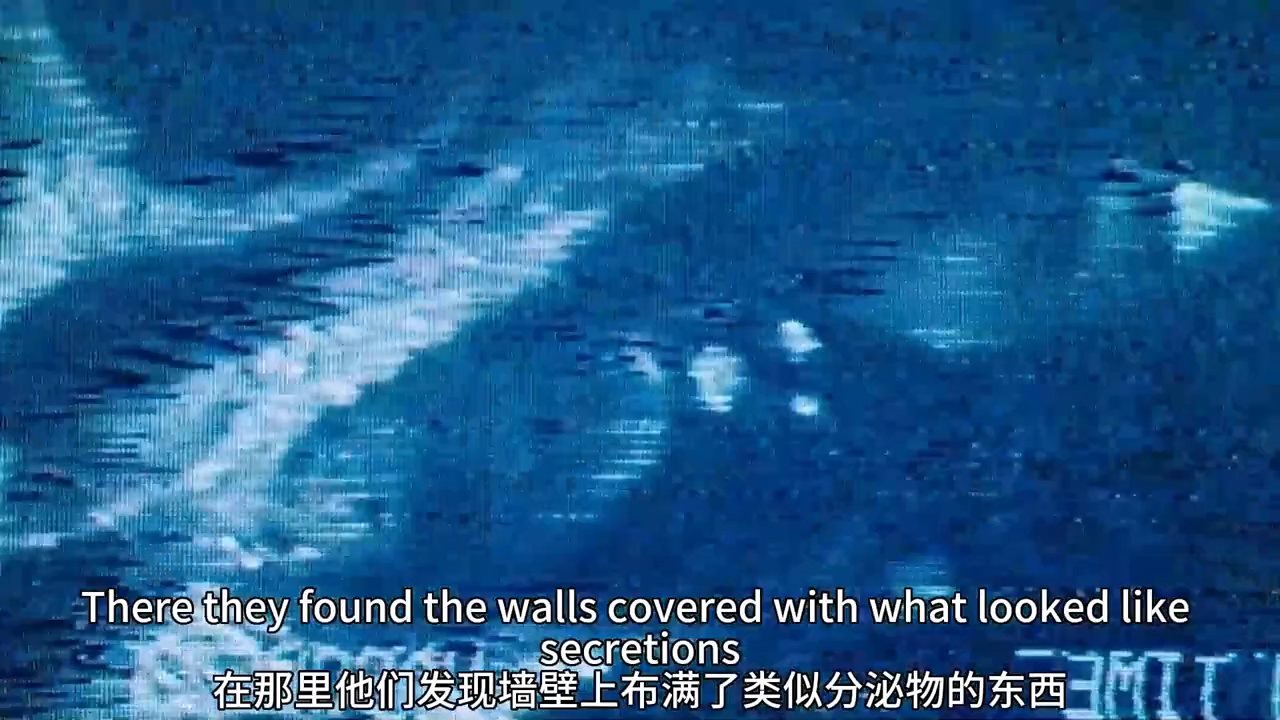 There they found the walls covered with what looked like
secretions
在那里他们发现墙壁上布满了类似分泌物的东西